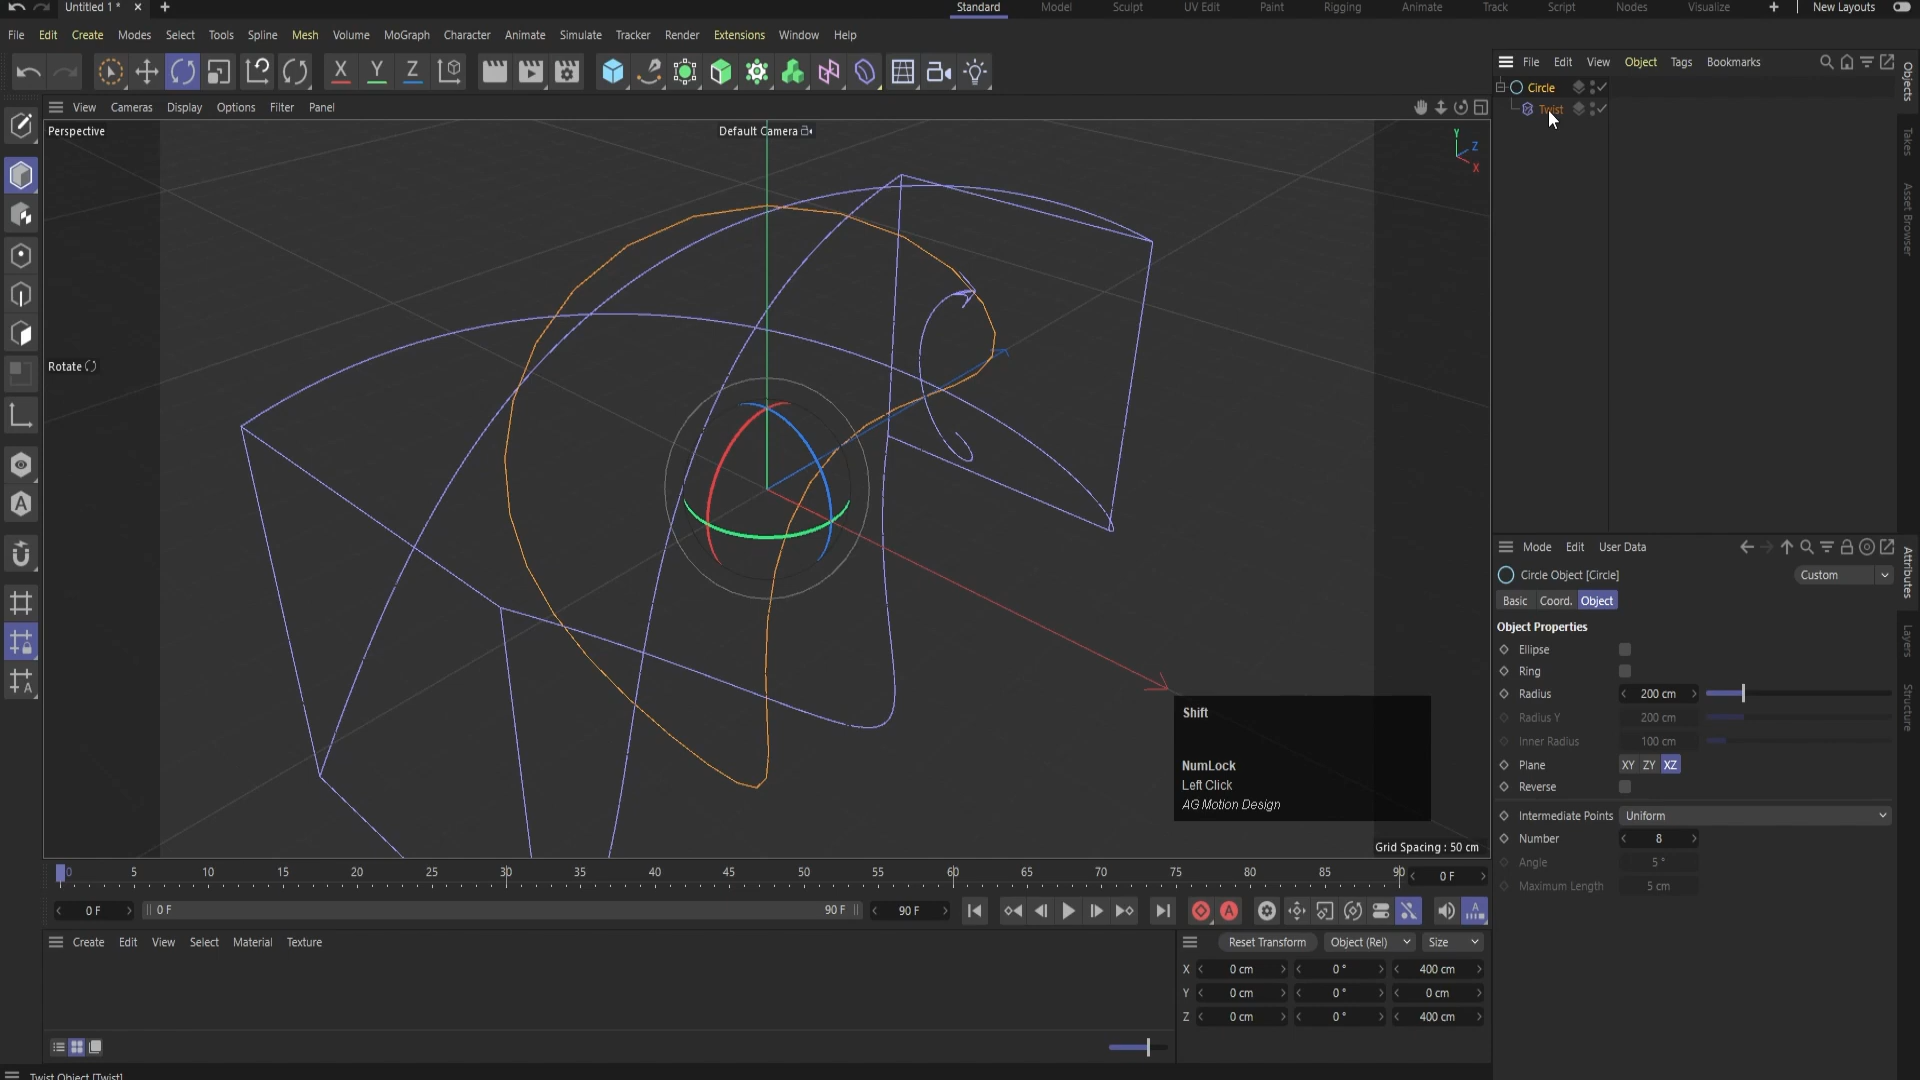 Untitled 1 *
Standard Model Sculpt UV Edit Paint Rigging Animate Track Script Nodes Visualize New Layouts
File Edit Create Modes Select Tools Spline Mesh Volume MoGraph Character Animate Simulate Tracker Render Extensions Window Help
X Y Z
File Edit View Object Tags Bookmarks
Objects
Takes
Asset Browser
Circle
Twist
View Cameras Display Options Filter Panel
Perspective
Default Camera
Y
Z
X
Rotate
Shift
NumLock
Left Click
AG Motion Design
Grid Spacing : 50 cm
Mode Edit User Data
Attributes
Layers
Structure
Circle Object [Circle]
Custom
Basic Coord. Object
Object Properties
Ellipse
Ring
Radius 200 cm
Radius Y 200 cm
Inner Radius 100 cm
Plane XY ZY XZ
Reverse
Intermediate Points Uniform
Number 8
Angle 5 °
Maximum Length 5 cm
0 5 10 15 20 25 30 35 40 45 50 55 60 65 70 75 80 85 90 0 F
0 F 0 F 90 F 90 F
Create Edit View Select Material Texture
Reset Transform Object (Rel) Size
X 0 cm 0 ° 400 cm
Y 0 cm 0 ° 0 cm
Z 0 cm 0 ° 400 cm
Twist Object [Twist]